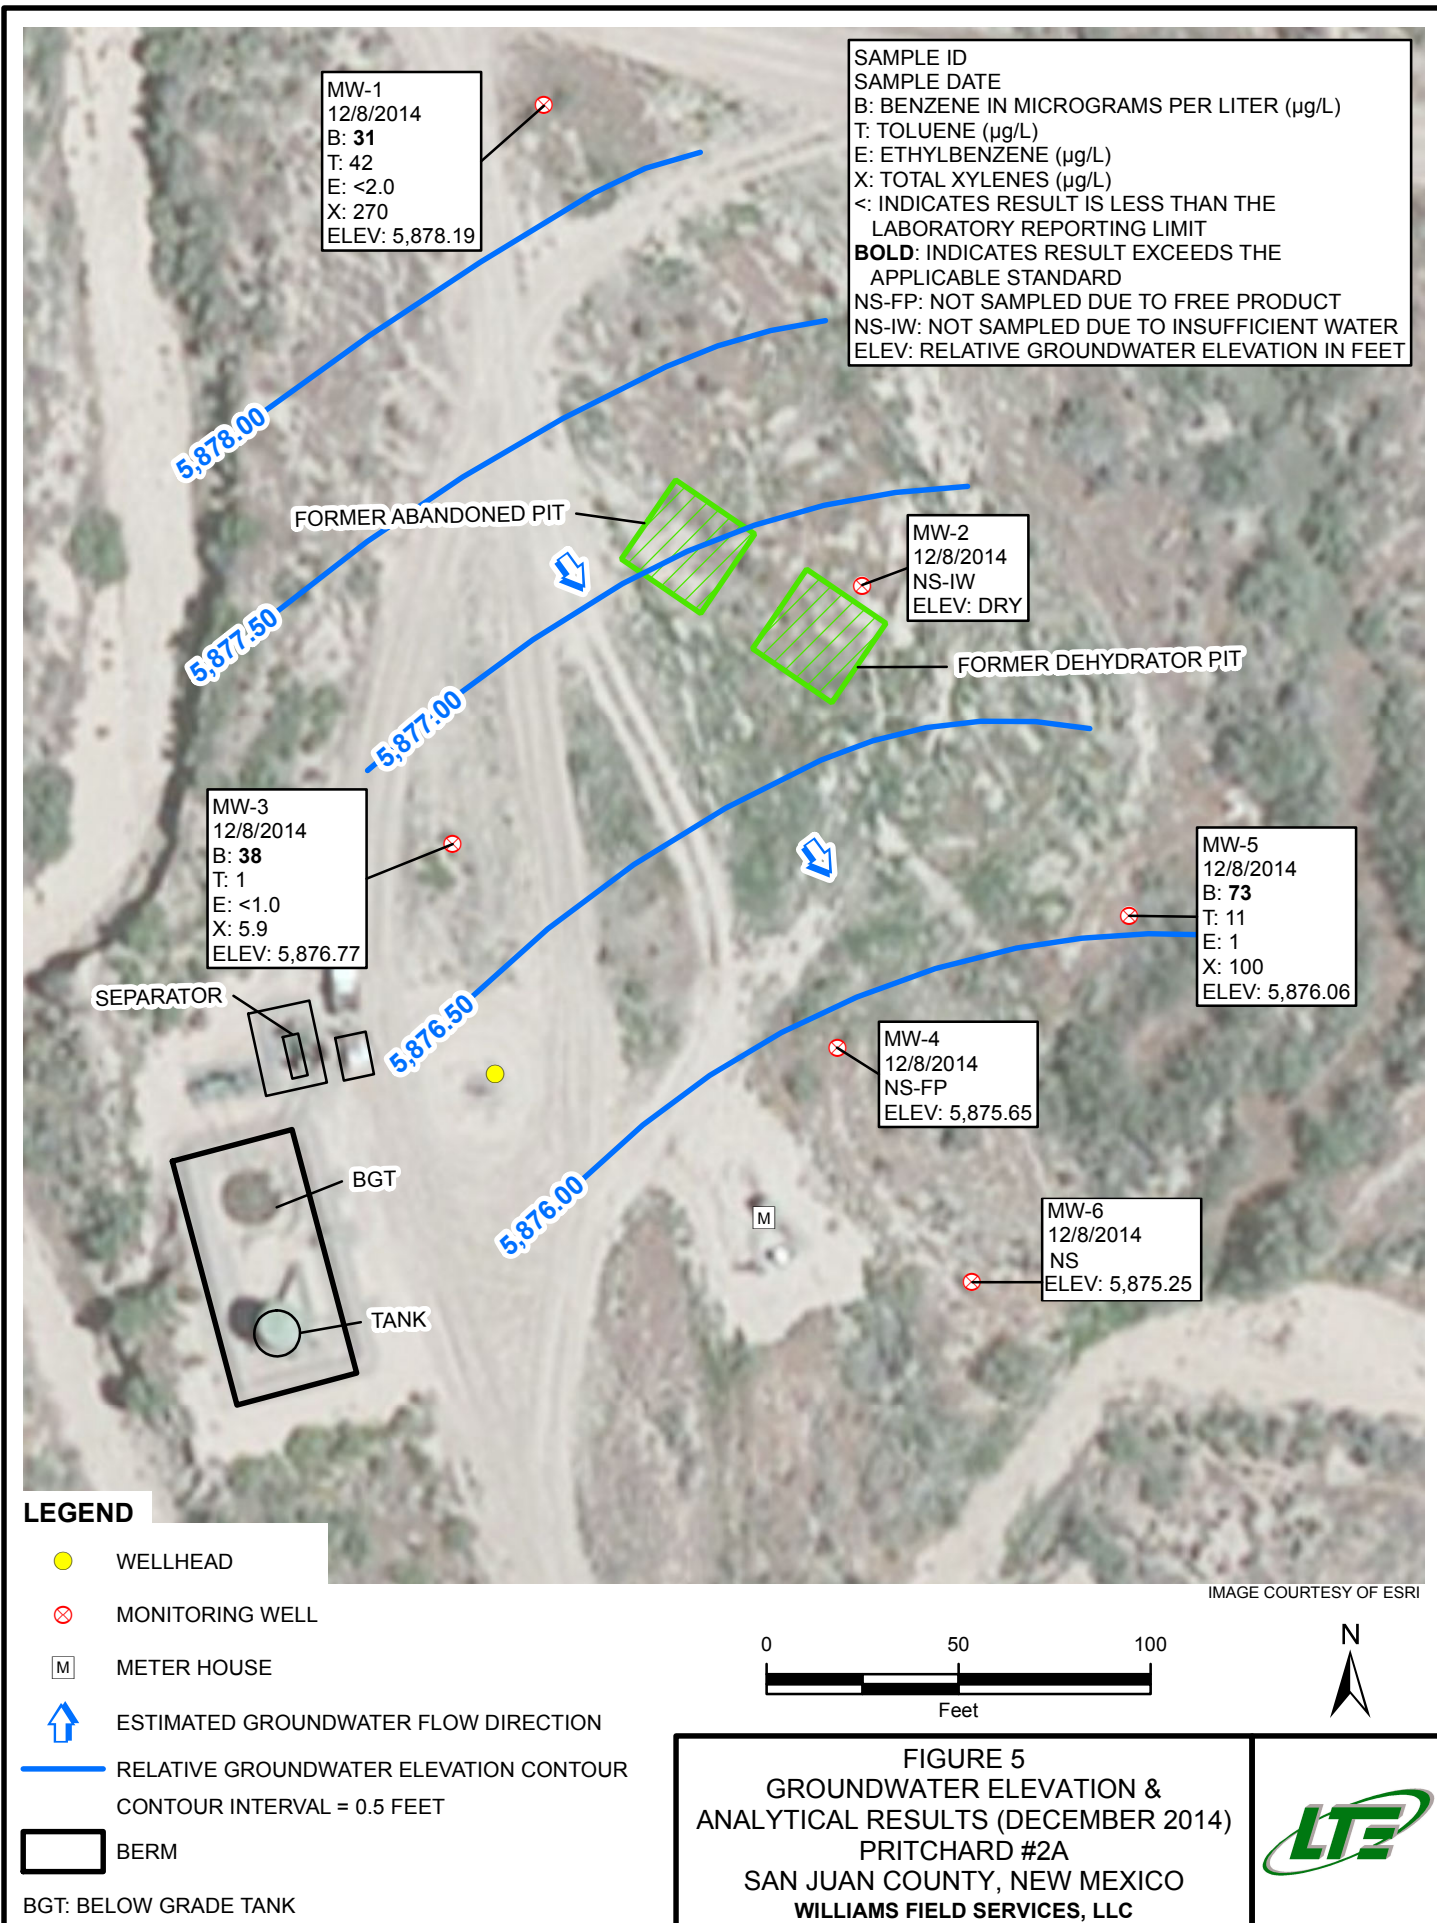 MW-1
12/8/2014
B: 31
T: 42
E: <2.0
X: 270
ELEV: 5,878.19
SAMPLE ID
SAMPLE DATE
B: BENZENE IN MICROGRAMS PER LITER (µg/L)
T: TOLUENE (µg/L)
E: ETHYLBENZENE (µg/L)
X: TOTAL XYLENES (µg/L)
<: INDICATES RESULT IS LESS THAN THE
LABORATORY REPORTING LIMIT
BOLD: INDICATES RESULT EXCEEDS THE
APPLICABLE STANDARD
NS-FP: NOT SAMPLED DUE TO FREE PRODUCT
NS-IW: NOT SAMPLED DUE TO INSUFFICIENT WATER
ELEV: RELATIVE GROUNDWATER ELEVATION IN FEET
5,878.00
FORMER ABANDONED PIT
MW-2
12/8/2014
NS-IW
ELEV: DRY
5,877.50
FORMER DEHYDRATOR PIT
5,877.00
MW-3
12/8/2014
B: 38
T: 1
E: <1.0
X: 5.9
ELEV: 5,876.77
MW-5
12/8/2014
B: 73
T: 11
E: 1
X: 100
ELEV: 5,876.06
SEPARATOR
5,876.50
MW-4
12/8/2014
NS-FP
ELEV: 5,875.65
BGT
5,876.00
M
MW-6
12/8/2014
NS
ELEV: 5,875.25
TANK
LEGEND
WELLHEAD
MONITORING WELL
M
METER HOUSE
ESTIMATED GROUNDWATER FLOW DIRECTION
RELATIVE GROUNDWATER ELEVATION CONTOUR
CONTOUR INTERVAL = 0.5 FEET
BERM
BGT: BELOW GRADE TANK
IMAGE COURTESY OF ESRI
0 50 100
Feet
N
FIGURE 5
GROUNDWATER ELEVATION &
ANALYTICAL RESULTS (DECEMBER 2014)
PRITCHARD #2A
SAN JUAN COUNTY, NEW MEXICO
WILLIAMS FIELD SERVICES, LLC
LTE